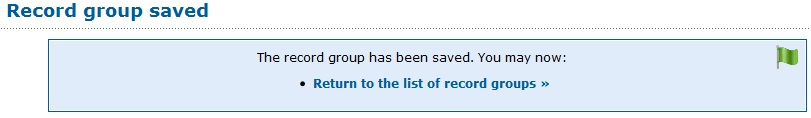 Record group saved
The record group has been saved. You may now:
• Return to the list of record groups »